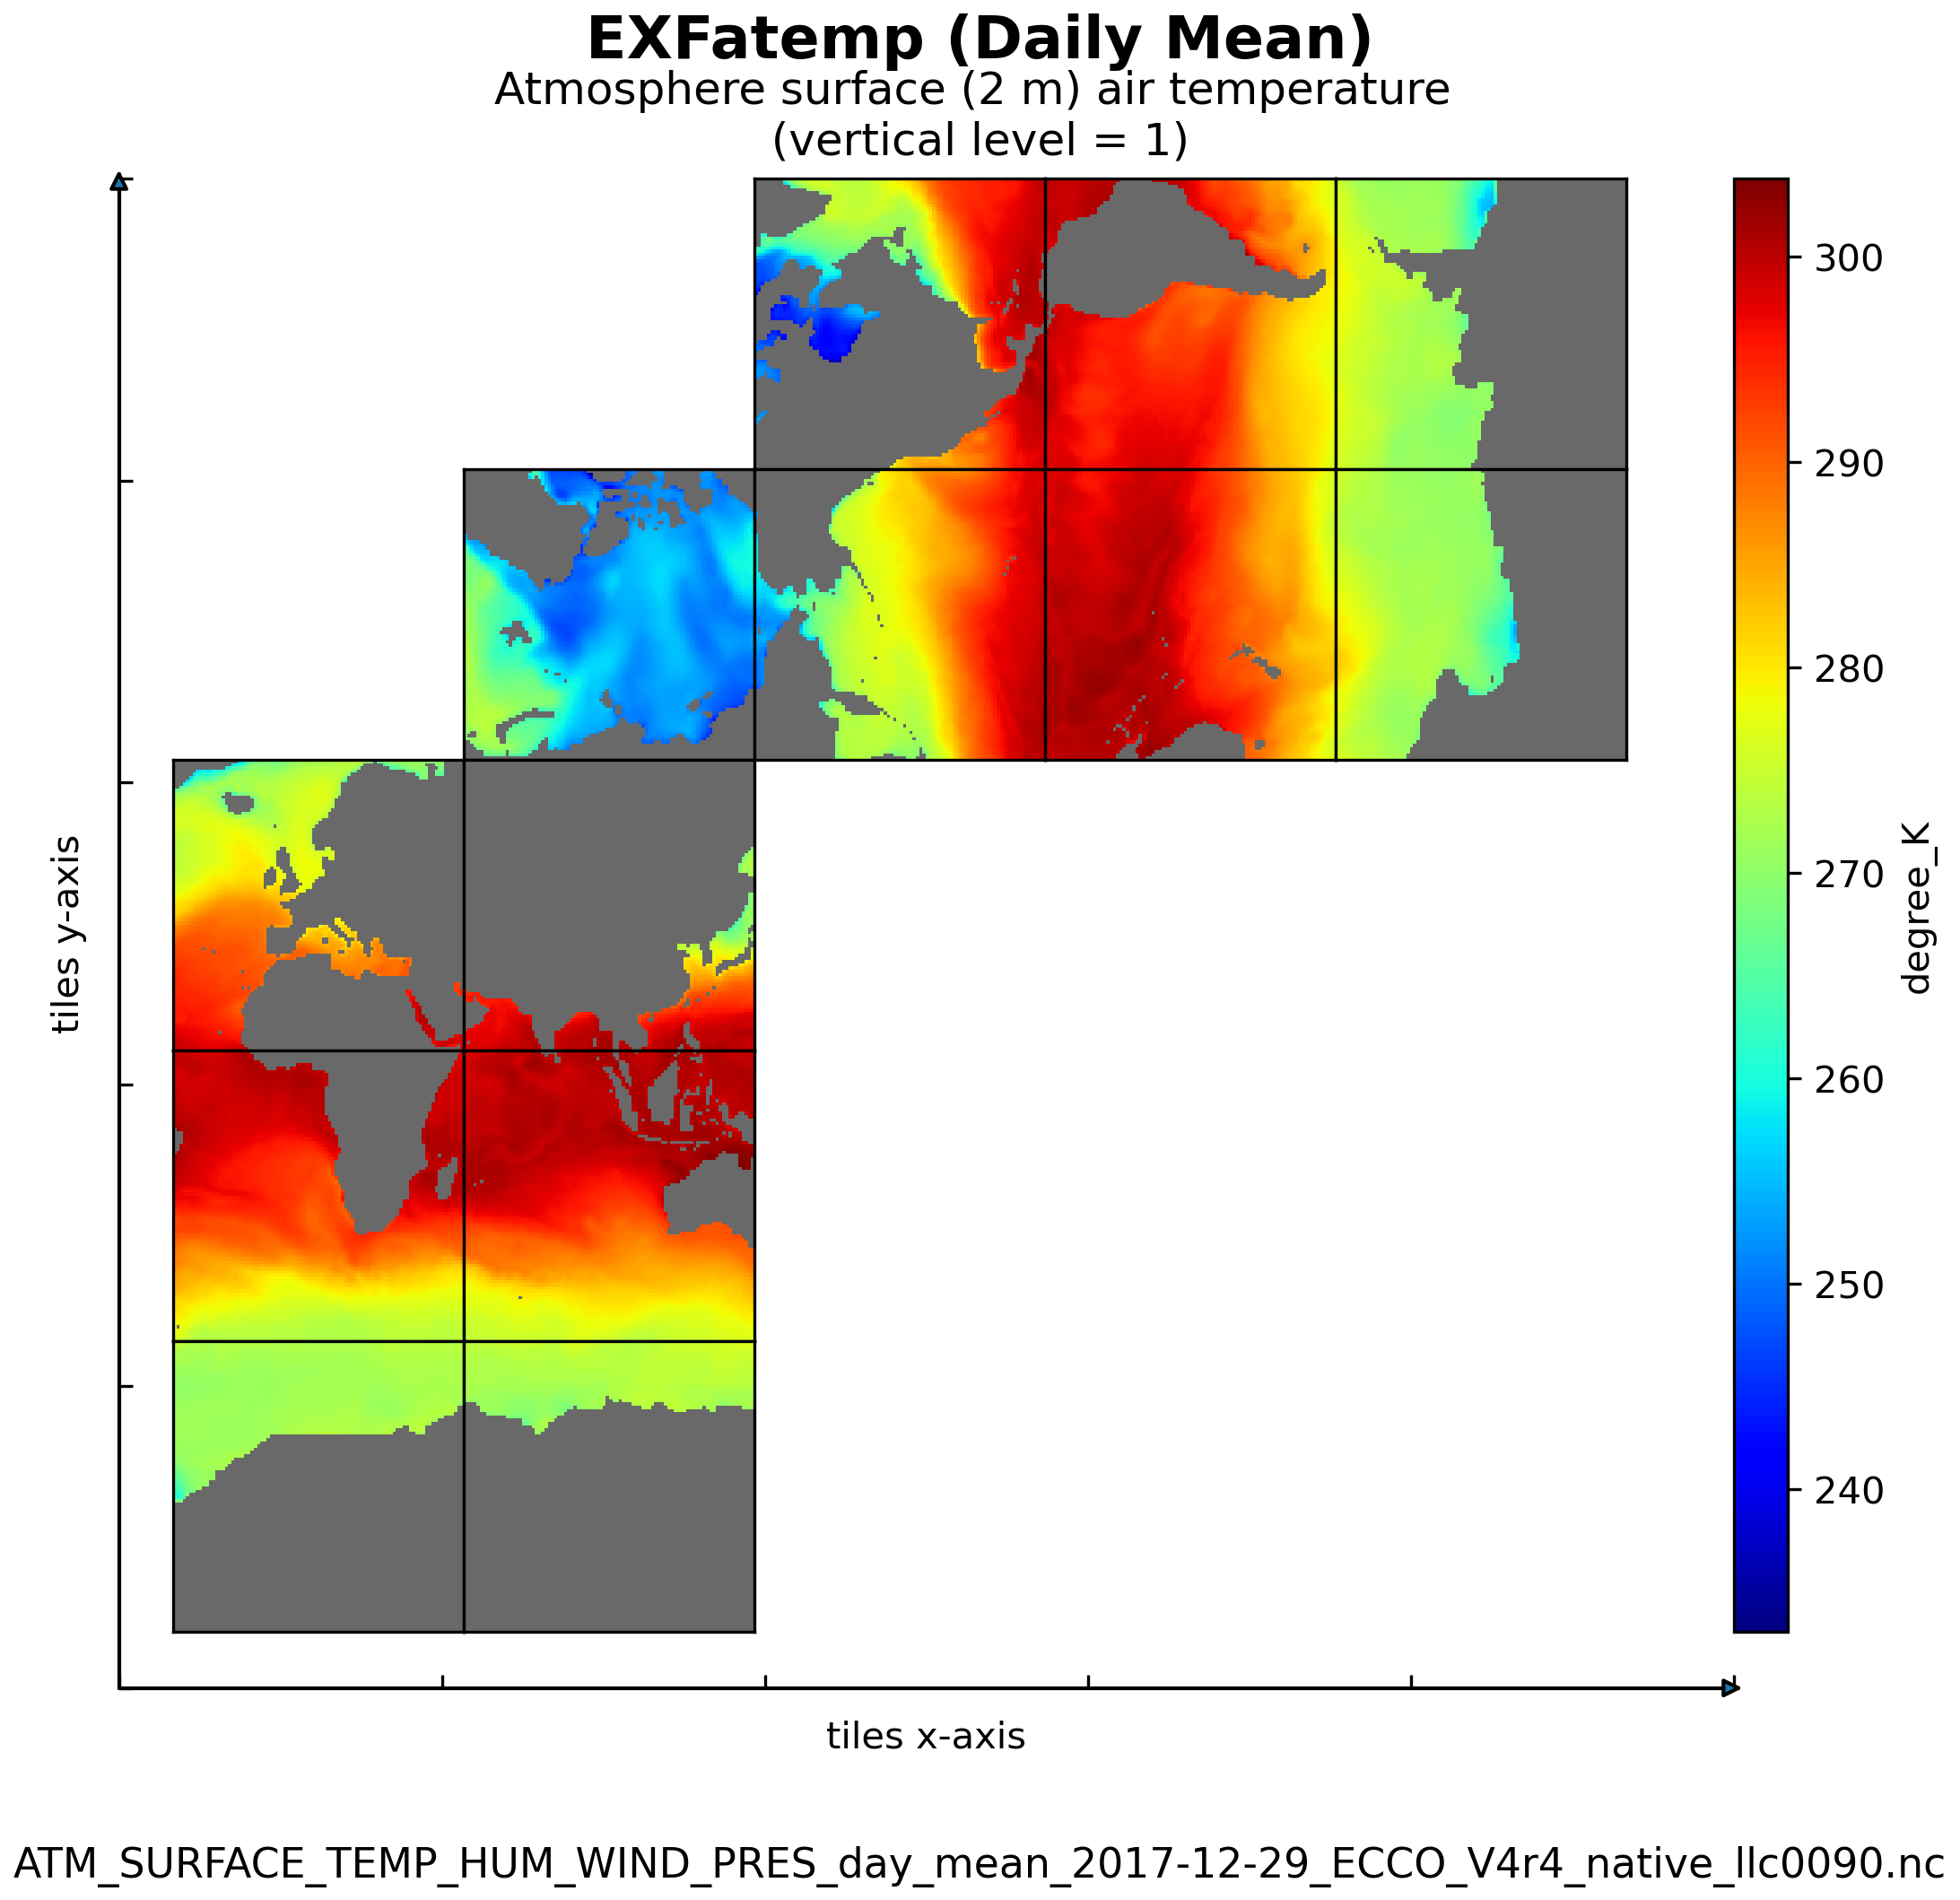 EXFatemp (Daily Mean)
Atmosphere surface (2 m) air temperature
(vertical level = 1)
300
290
280
270
260
250
240
degree_K
tiles y-axis
tiles x-axis
ATM_SURFACE_TEMP_HUM_WIND_PRES_day_mean_2017-12-29_ECCO_V4r4_native_llc0090.nc